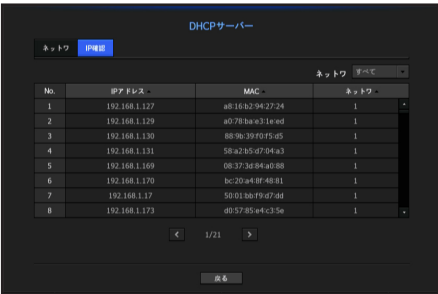 DHCPサーバー
ネットワ IP確認
ネットワ すべて
No. IPアドレス MAC ネットワ
1 192.168.1.127 a8:16:b2:94:27:24 1
2 192.168.1.129 a0:78:ba:e3:1e:ed 1
3 192.168.1.130 88:9b:39:f0:f5:d5 1
4 192.168.1.131 58:a2:b5:d7:04:a3 1
5 192.168.1.169 08:37:3d:84:a0:88 1
6 192.168.1.170 bc:20:a4:8f:48:81 1
7 192.168.1.17 50:01:bb:f9:d7:dd 1
8 192.168.1.173 d0:57:85:e4:c3:5e 1
< 1/21 >
戻る